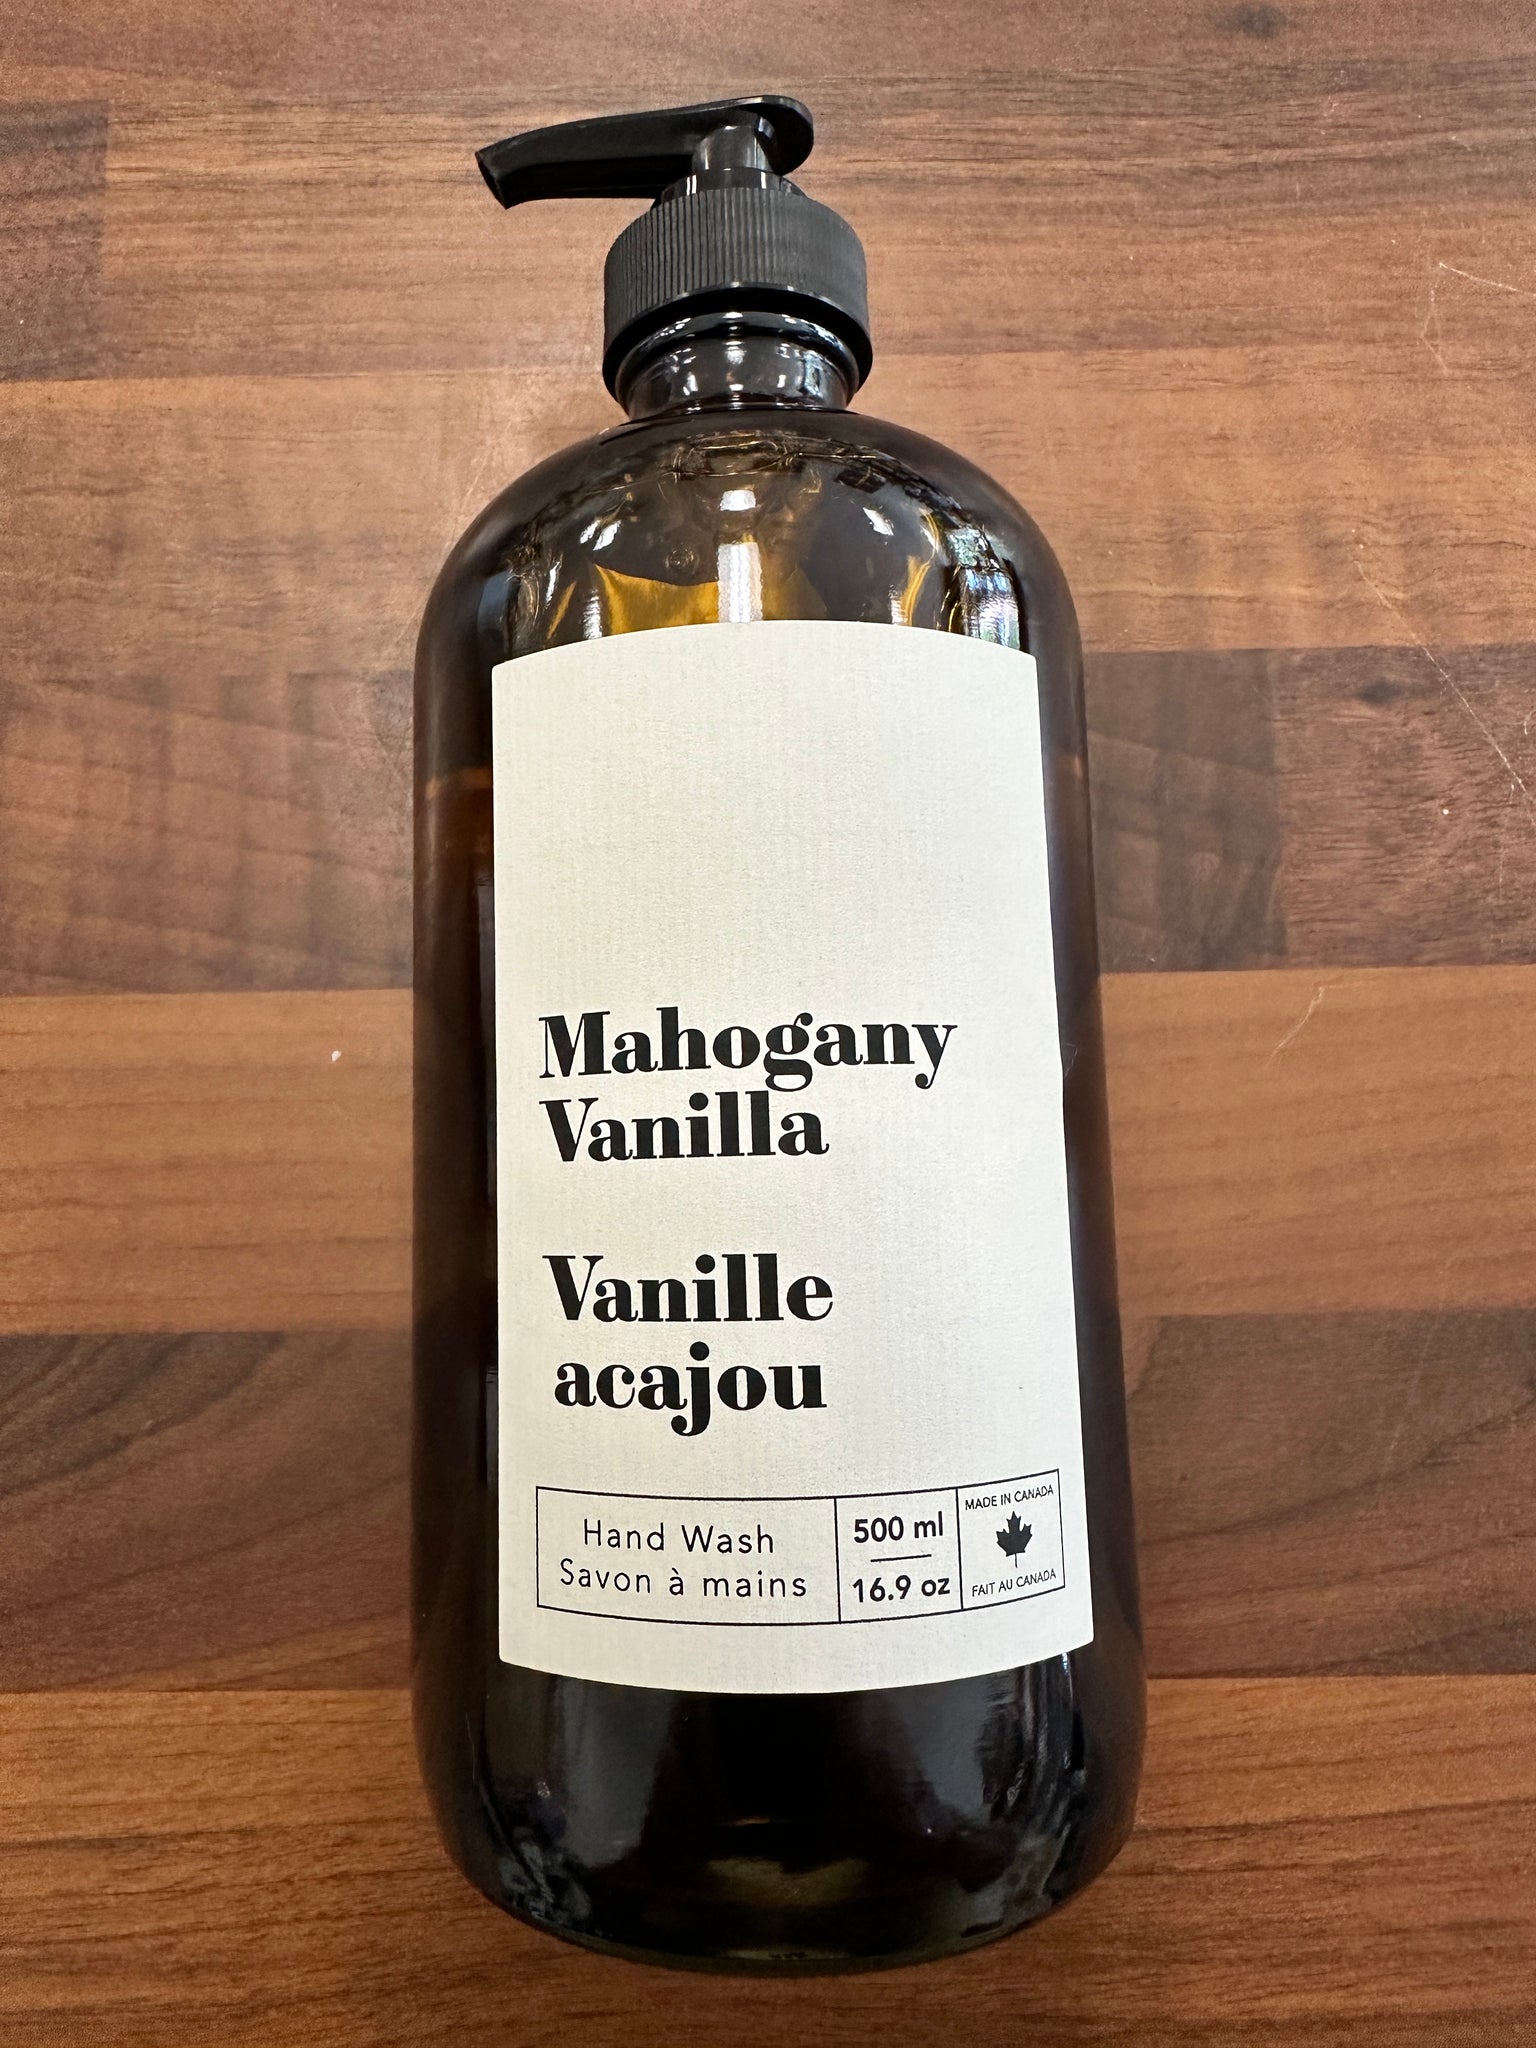 Mahogany
Vanilla
Vanille
acajou
Hand Wash
Savon à mains
500 ml
16.9 oz
MADE IN CANADA
FAIT AU CANADA